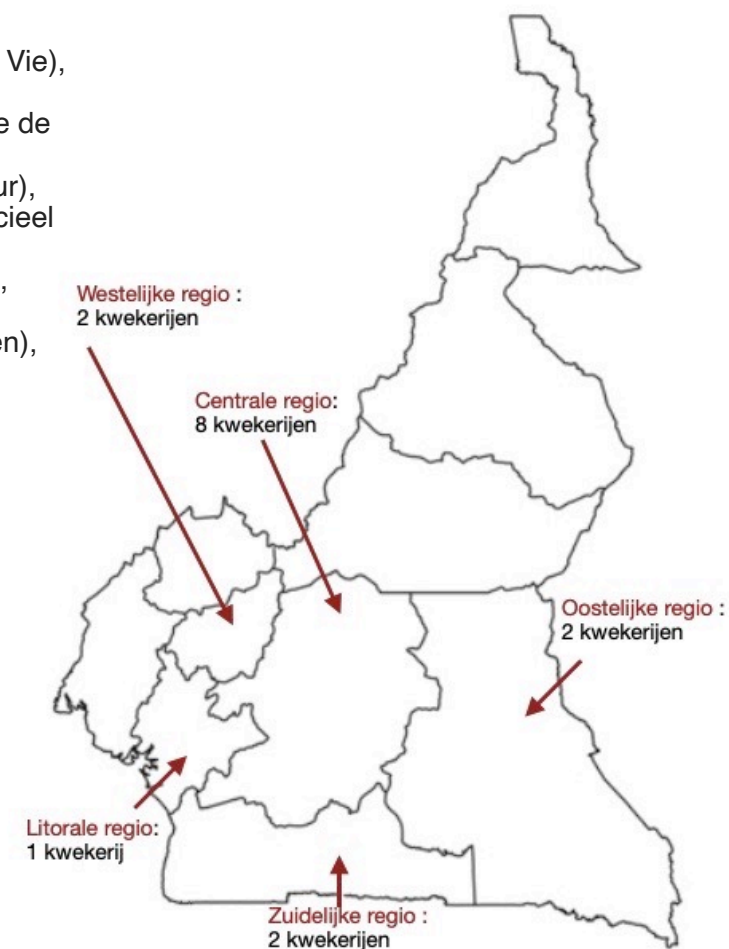 Vie),
e de
ur),
cieel
,
en),
Westelijke regio :
2 kwekerijen
Centrale regio:
8 kwekerijen
Oostelijke regio :
2 kwekerijen
Litorale regio:
1 kwekerij
Zuidelijke regio :
2 kwekerijen